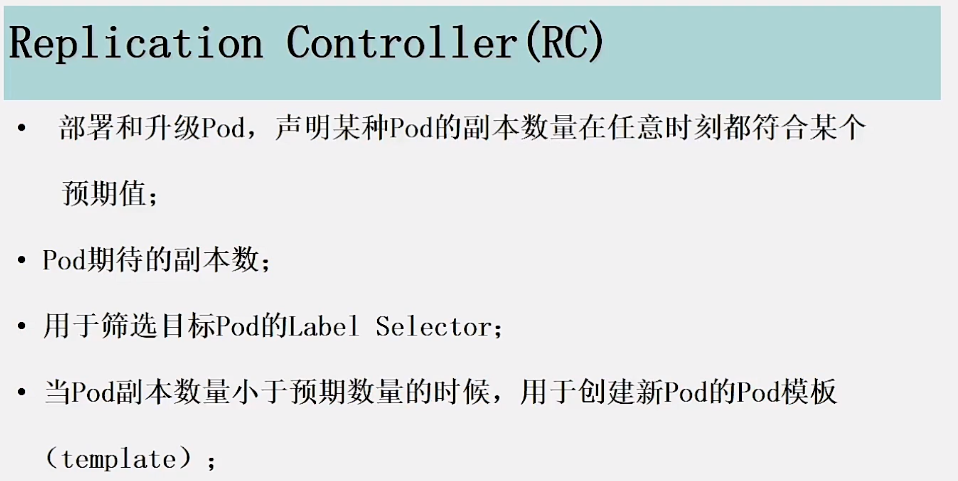 Replication Controller(RC)
• 部署和升级Pod，声明某种Pod的副本数量在任意时刻都符合某个
预期值；
• Pod期待的副本数；
• 用于筛选目标Pod的Label Selector；
• 当Pod副本数量小于预期数量的时候，用于创建新Pod的Pod模板
（template）；